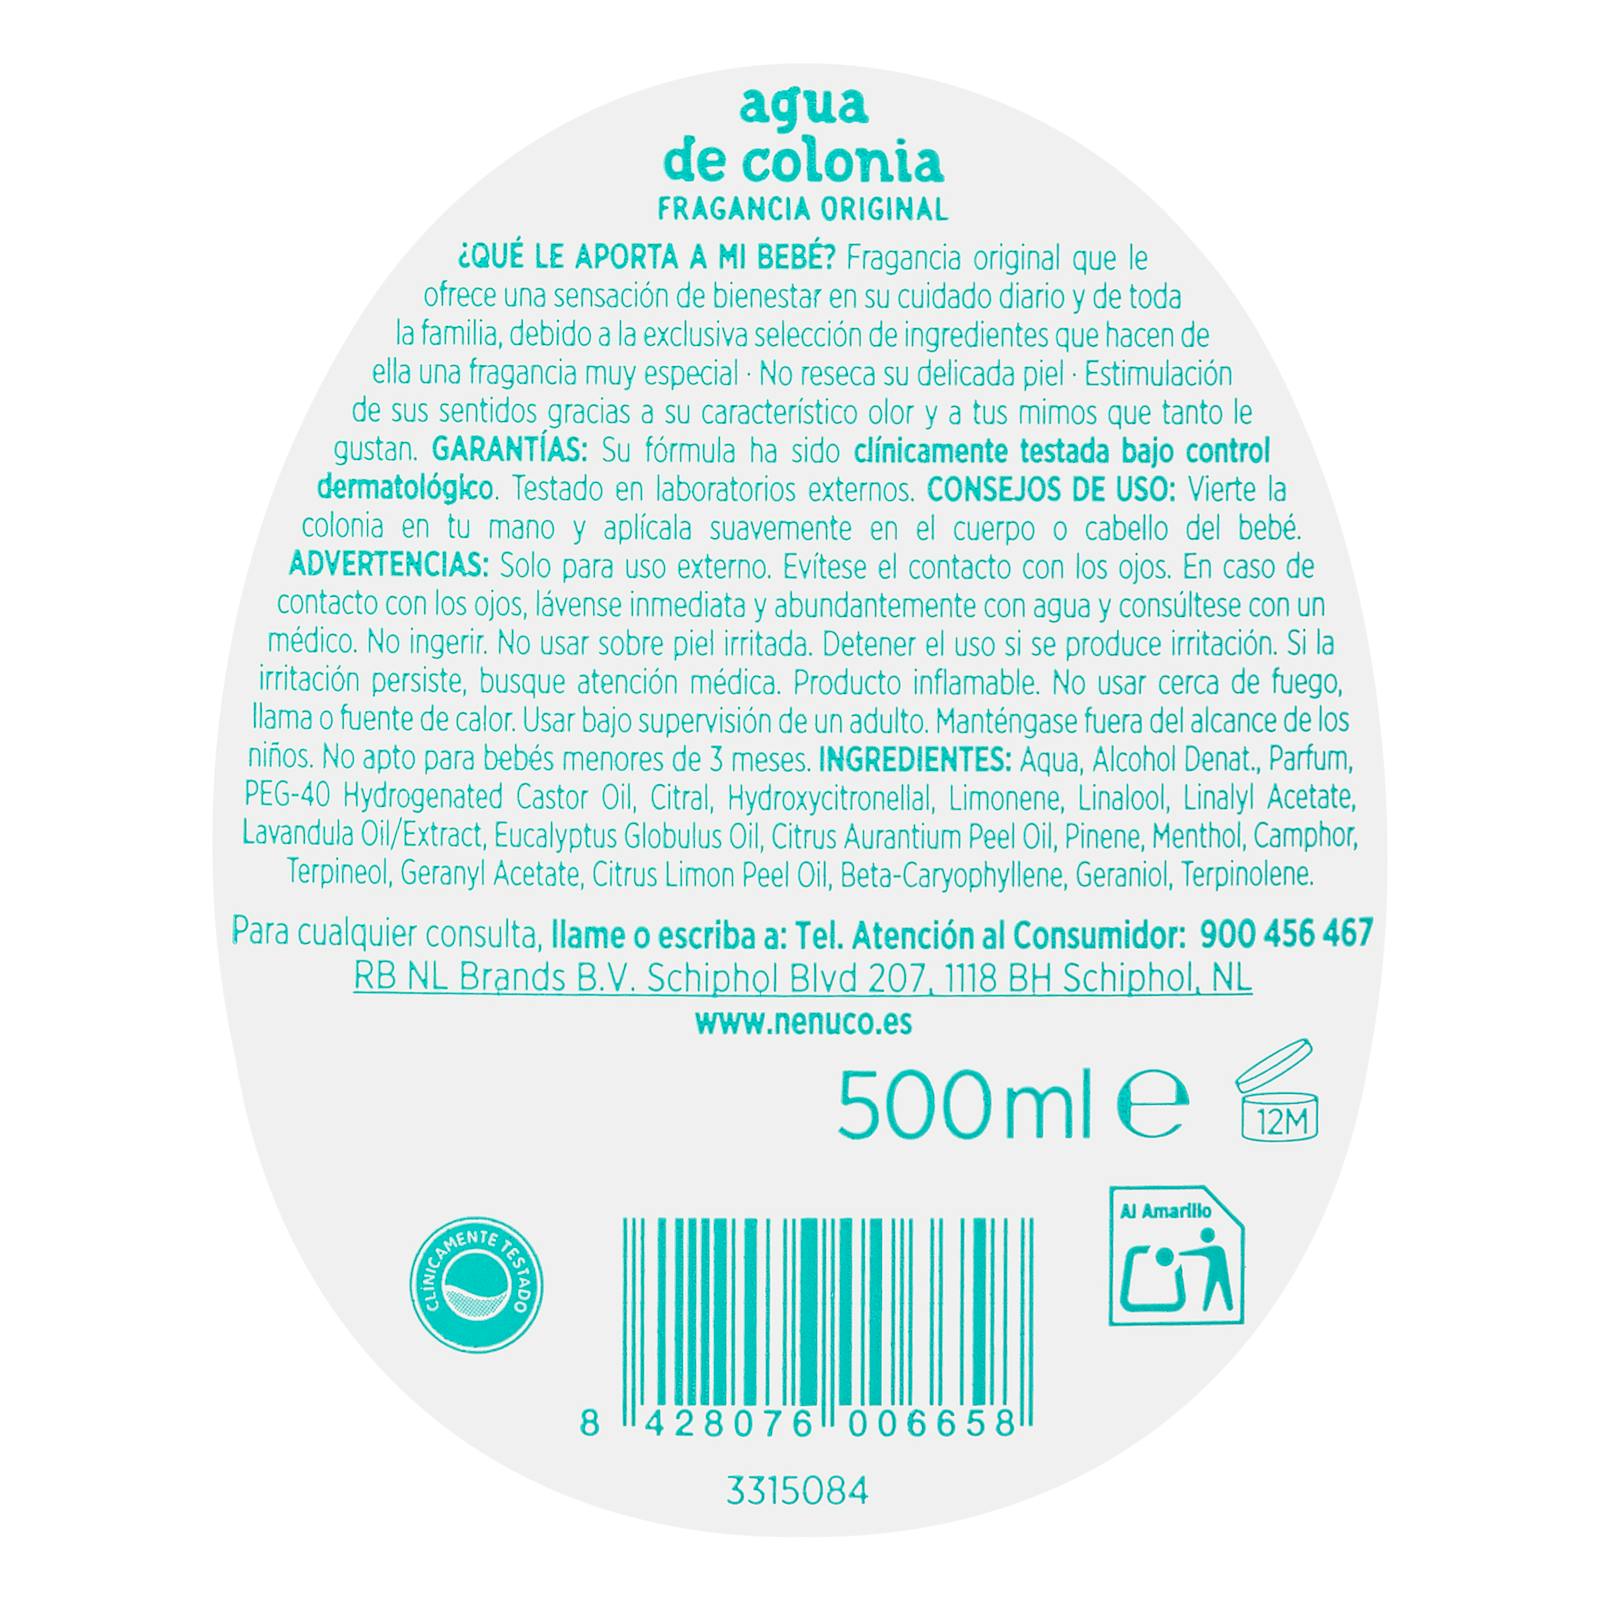 agua
de colonia
FRAGANCIA ORIGINAL
¿QUÉ LE APORTA A MI BEBÉ? Fragancia original que le
ofrece una sensación de bienestar en su cuidado diario y de toda
la familia, debido a la exclusiva selección de ingredientes que hacen de
ella una fragancia muy especial · No reseca su delicada piel · Estimulación
de sus sentidos gracias a su característico olor y a tus mimos que tanto le
gustan. GARANTÍAS: Su fórmula ha sido clínicamente testada bajo control
dermatológico. Testado en laboratorios externos. CONSEJOS DE USO: Vierte la
colonia en tu mano y aplícala suavemente en el cuerpo o cabello del bebé.
ADVERTENCIAS: Solo para uso externo. Evítese el contacto con los ojos. En caso de
contacto con los ojos, lávense inmediata y abundantemente con agua y consúltese con un
médico. No ingerir. No usar sobre piel irritada. Detener el uso si se produce irritación. Si la
irritación persiste, busque atención médica. Producto inflamable. No usar cerca de fuego,
llama o fuente de calor. Usar bajo supervisión de un adulto. Manténgase fuera del alcance de los
niños. No apto para bebés menores de 3 meses. INGREDIENTES: Aqua, Alcohol Denat., Parfum,
PEG-40 Hydrogenated Castor Oil, Citral, Hydroxycitronellal, Limonene, Linalool, Linalyl Acetate,
Lavandula Oil/Extract, Eucalyptus Globulus Oil, Citrus Aurantium Peel Oil, Pinene, Menthol, Camphor,
Terpineol, Geranyl Acetate, Citrus Limon Peel Oil, Beta-Caryophyllene, Geraniol, Terpinolene.
Para cualquier consulta, llame o escriba a: Tel. Atención al Consumidor: 900 456 467
RB NL Brands B.V. Schiphol Blvd 207, 1118 BH Schiphol, NL
www.nenuco.es
500ml e
12M
Al Amarillo
CLÍNICAMENTE TESTADO
8 428076 006658
3315084